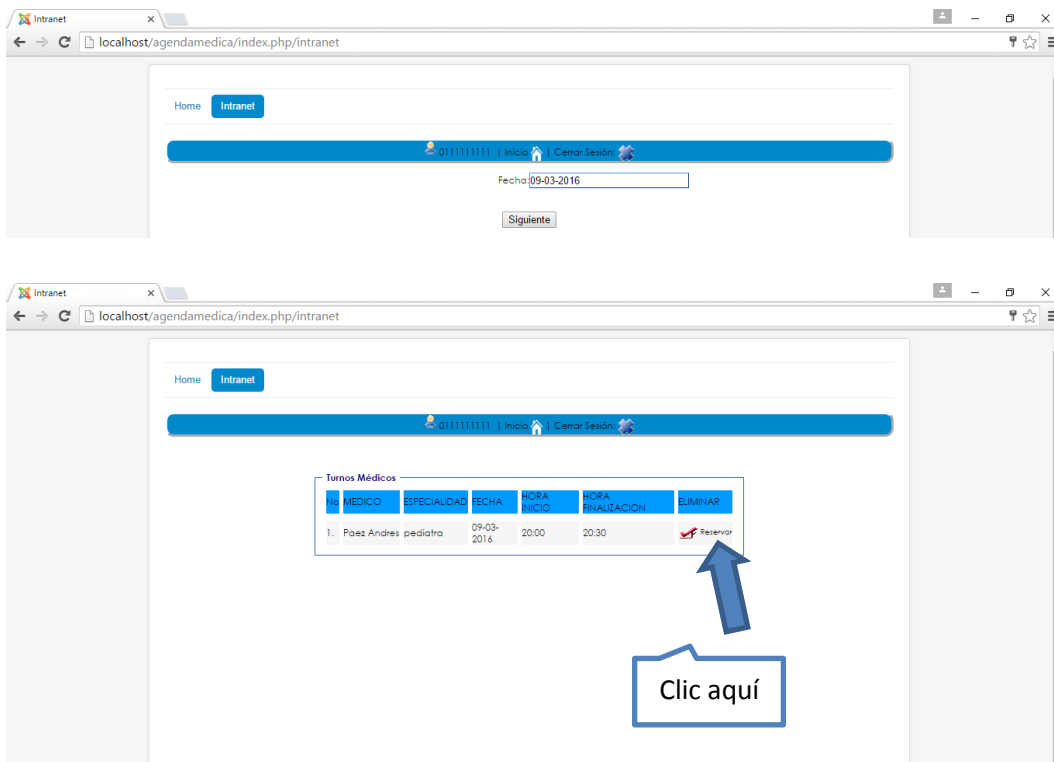 Intranet
localhost/agendamedica/index.php/intranet
Home Intranet
0111111111 | Inicio | Cerrar Sesión:
Fecha: 09-03-2016
Siguiente
Intranet
localhost/agendamedica/index.php/intranet
Home Intranet
0111111111 | Inicio | Cerrar Sesión:
Turnos Médicos
No MEDICO ESPECIALIDAD FECHA HORA INICIO HORA FINALIZACION ELIMINAR
1. Paez Andres pediatra 09-03-2016 20:00 20:30 Reservar
Clic aquí